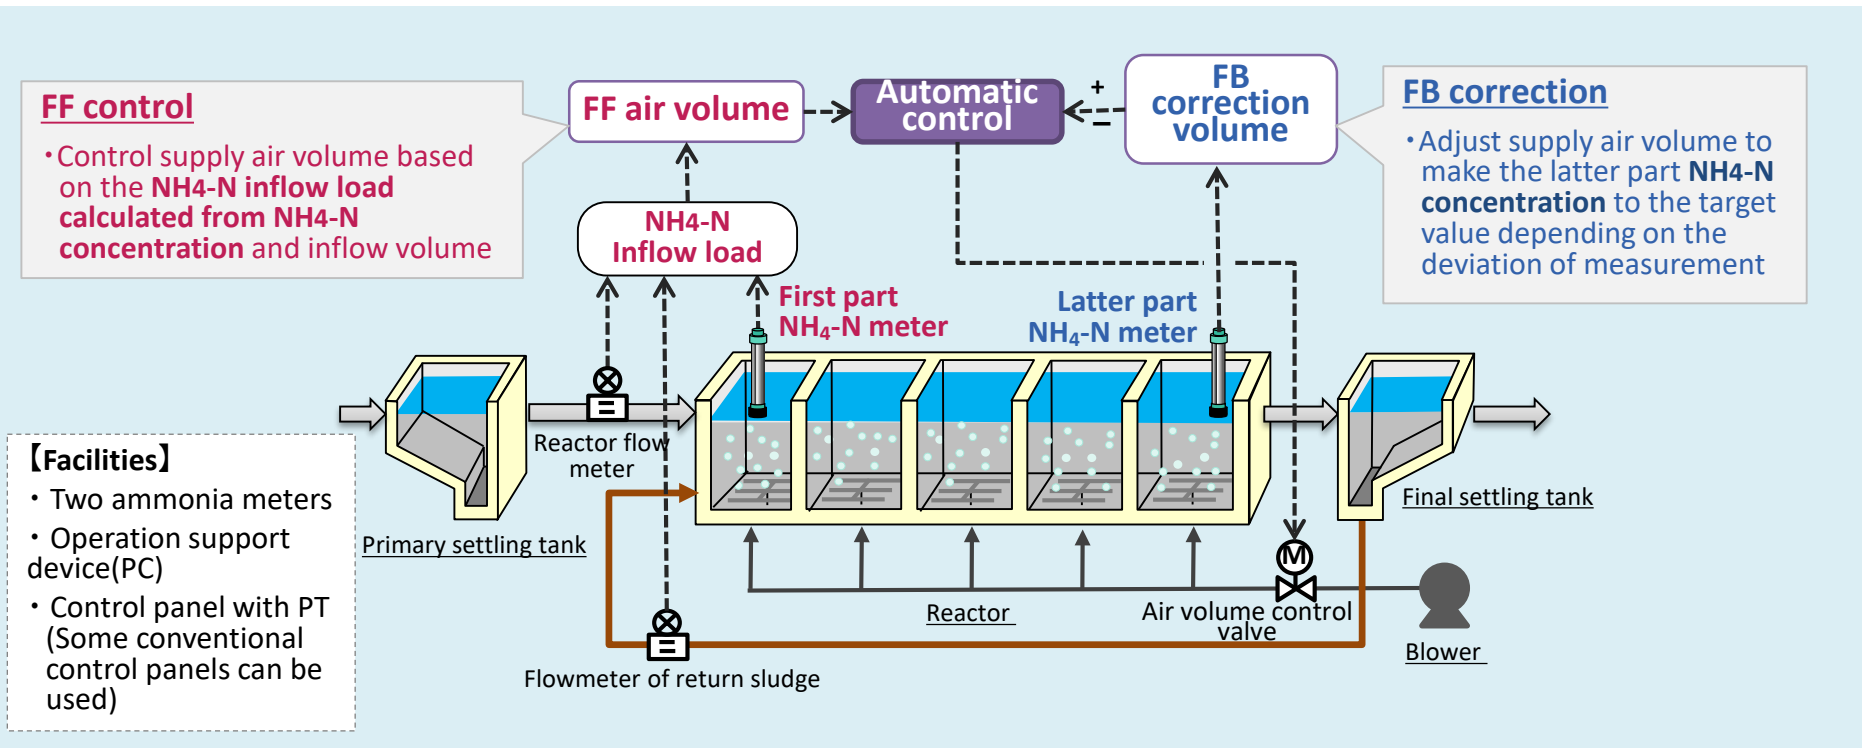 FF control
・Control supply air volume based
on the NH4-N inflow load
calculated from NH4-N
concentration and inflow volume
FF air volume
Automatic
control
+
−
FB
correction
volume
FB correction
・Adjust supply air volume to
make the latter part NH4-N
concentration to the target
value depending on the
deviation of measurement
NH4-N
Inflow load
First part
NH₄-N meter
Latter part
NH₄-N meter
Reactor flow
meter
Primary settling tank
Final settling tank
【Facilities】
・Two ammonia meters
・Operation support
device(PC)
・Control panel with PT
(Some conventional
control panels can be
used)
M
Reactor
Air volume control
valve
Blower
Flowmeter of return sludge